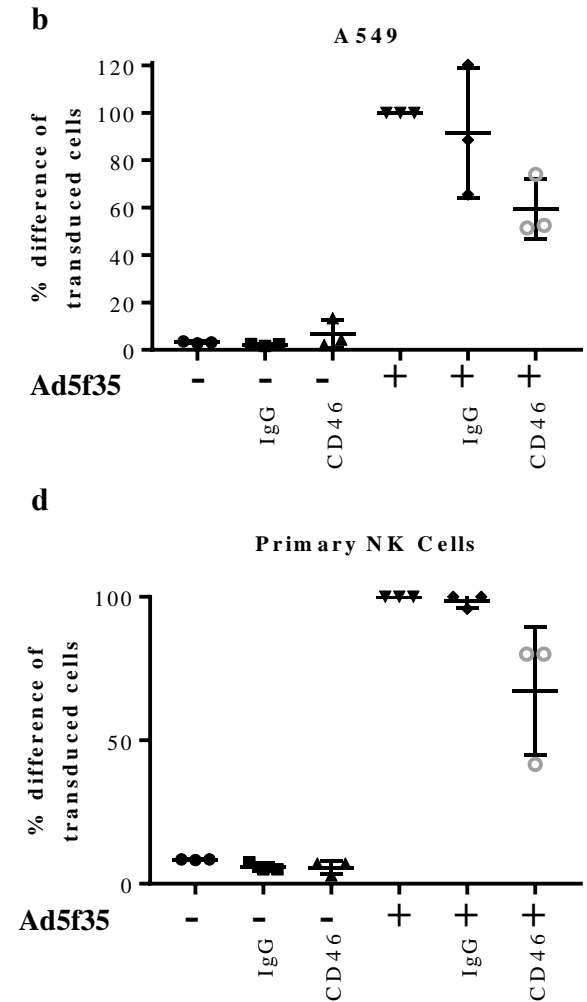 b
A549
% difference of
transduced cells
120
100
80
60
40
20
0
Ad5f35 - - - + + +
IgG CD46 IgG CD46
d
Primary NK Cells
% difference of
transduced cells
100
50
0
Ad5f35 - - - + + +
IgG CD46 IgG CD46